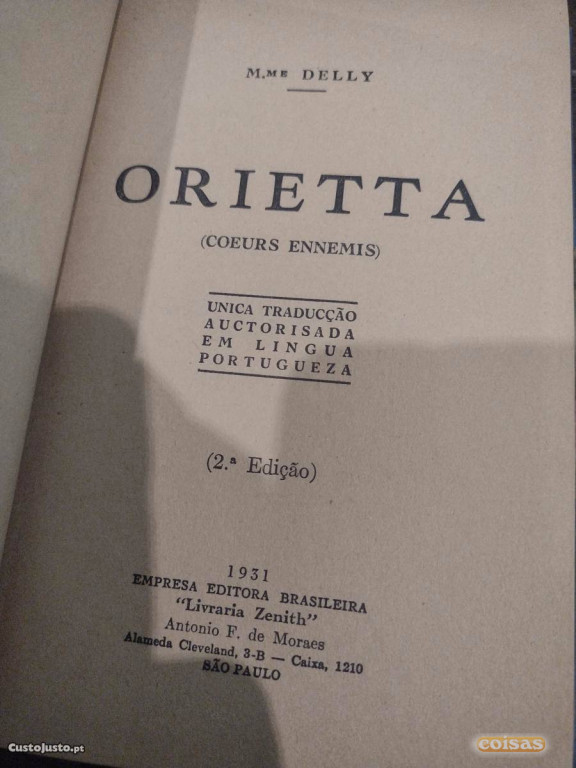 M.ME DELLY
ORIETTA
(COEURS ENNEMIS)
UNICA TRADUCÇÃO
AUCTORISADA
EM LINGUA
PORTUGUEZA
(2.ª Edição)
1931
EMPRESA EDITORA BRASILEIRA
"Livraria Zenith"
Antonio F. de Moraes
Alameda Cleveland, 3-B — Caixa, 1210
SÃO PAULO
CustoJusto.pt
coisas